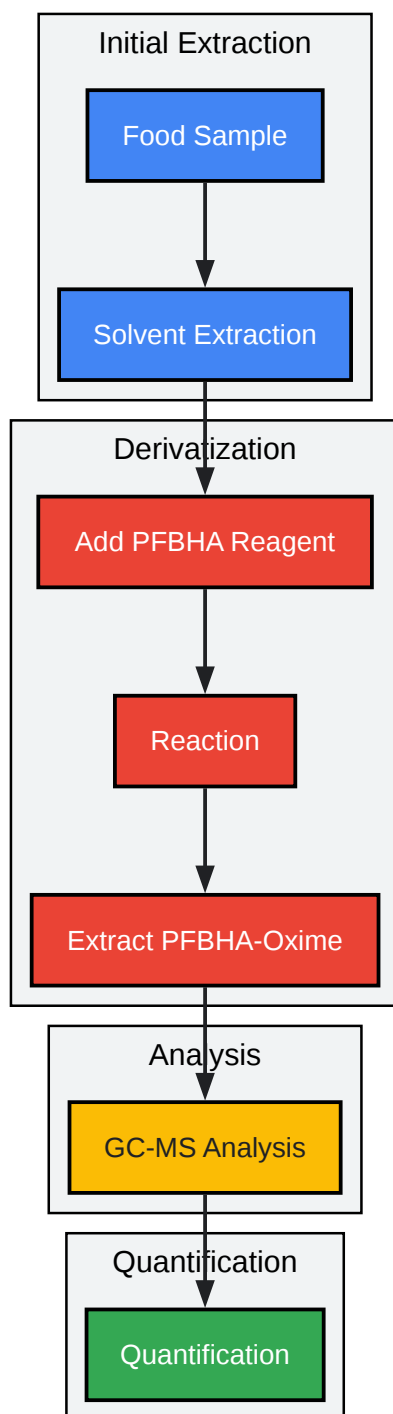 Initial Extraction
Food Sample
Solvent Extraction
Derivatization
Add PFBHA Reagent
Reaction
Extract PFBHA-Oxime
Analysis
GC-MS Analysis
Quantification
Quantification